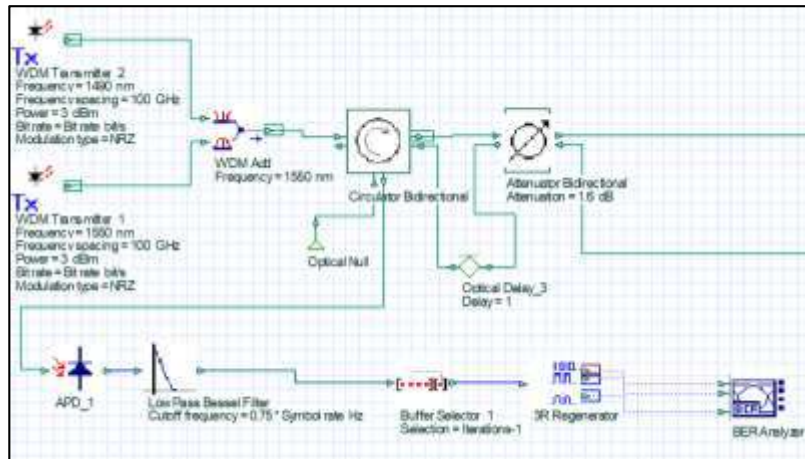 Tx
WDM Transmitter 2
Frequency = 1490 nm
Frequency spacing = 100 GHz
Power = 3 dBm
Bit rate = Bit rate bit/s
Modulation type = NRZ
WDM Add
Frequency = 1550 nm
Circulator Bidirectional
Attenuator Bidirectional
Attenuation = 1.6 dB
Tx
WDM Transmitter 1
Frequency = 1550 nm
Frequency spacing = 100 GHz
Power = 3 dBm
Bit rate = Bit rate bit/s
Modulation type = NRZ
Optical Null
Optical Delay_3
Delay = 1
APD_1
Low Pass Bessel Filter
Cutoff frequency = 0.75 * Symbol rate Hz
Buffer Selector 1
Selection = Iterations-1
3R Regenerator
BER Analyzer